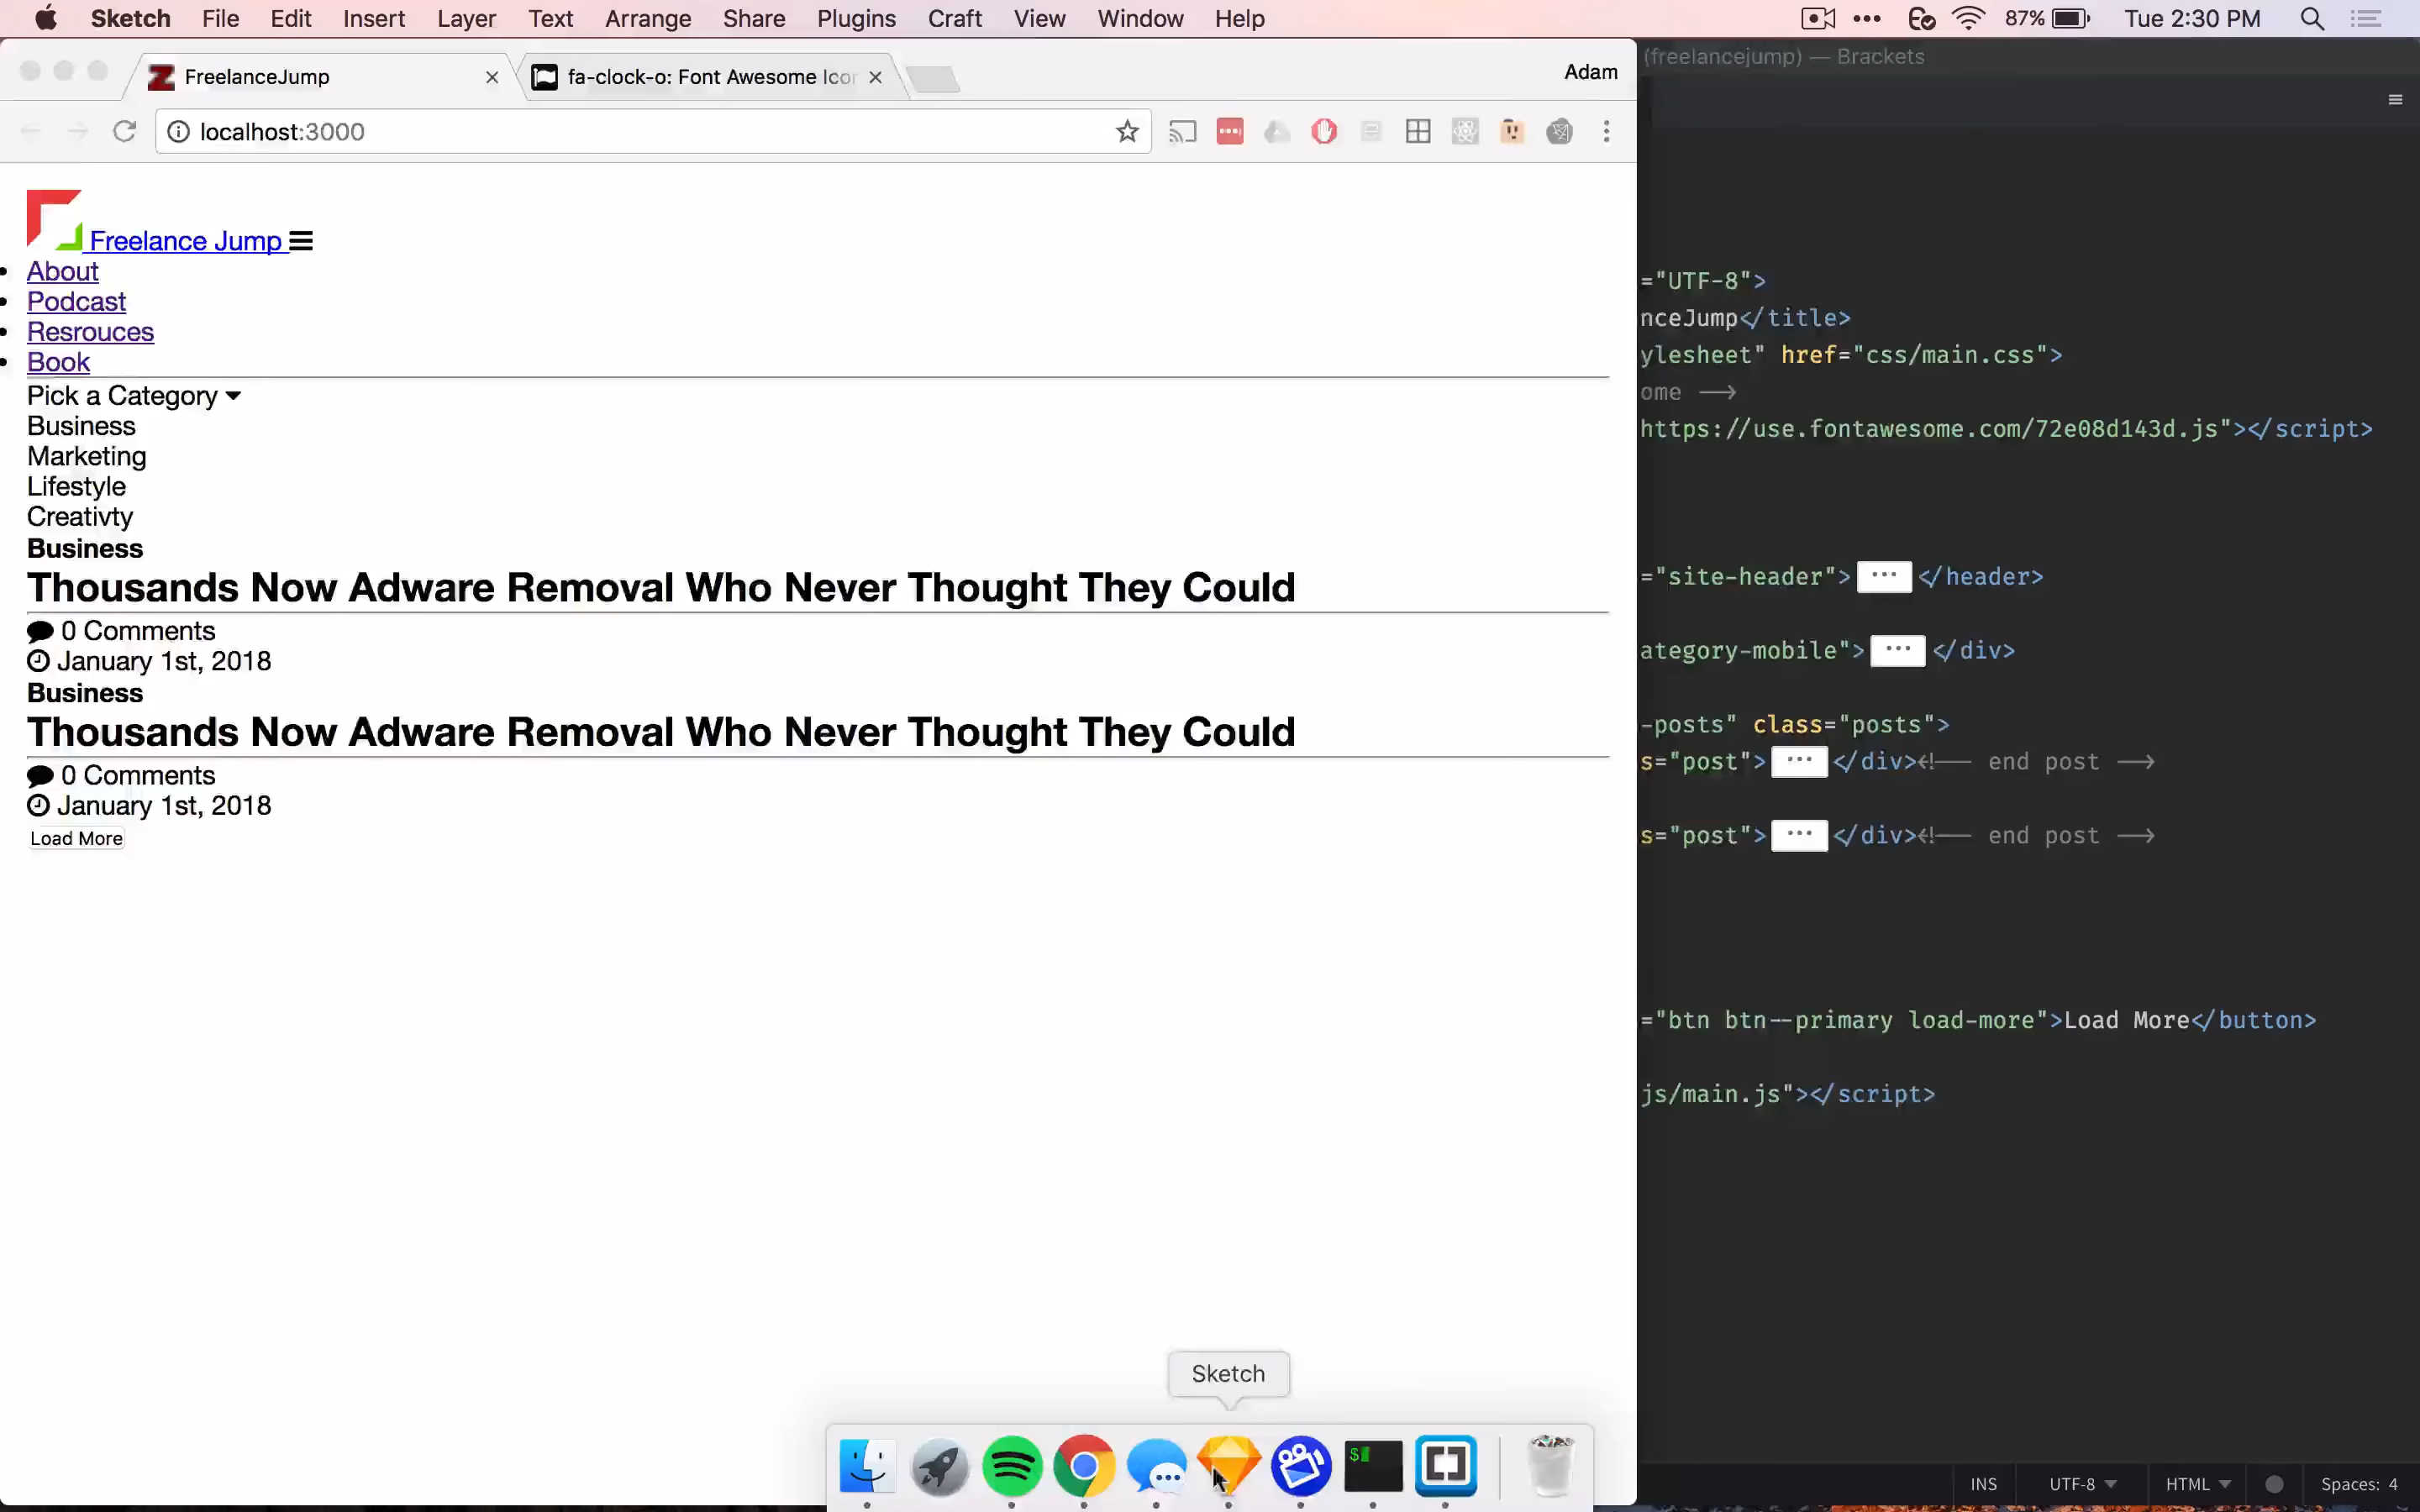 Sketch File Edit Insert Layer Text Arrange Share Plugins Craft View Window Help 87% Tue 2:30 PM
FreelanceJump
fa-clock-o: Font Awesome Icon
Adam
(freelancejump) — Brackets
localhost:3000
Freelance Jump
About
Podcast
Resrouces
Book
Pick a Category
Business
Marketing
Lifestyle
Creativty
Business
Thousands Now Adware Removal Who Never Thought They Could
0 Comments
January 1st, 2018
Business
Thousands Now Adware Removal Who Never Thought They Could
0 Comments
January 1st, 2018
Load More
="UTF-8">
nceJump</title>
ylesheet" href="css/main.css">
ome -->
https://use.fontawesome.com/72e08d143d.js"></script>
="site-header"> ... </header>
ategory-mobile"> ... </div>
-posts" class="posts">
s="post"> ... </div><!-- end post -->
s="post"> ... </div><!-- end post -->
="btn btn--primary load-more">Load More</button>
js/main.js"></script>
Sketch
INS UTF-8 HTML Spaces: 4